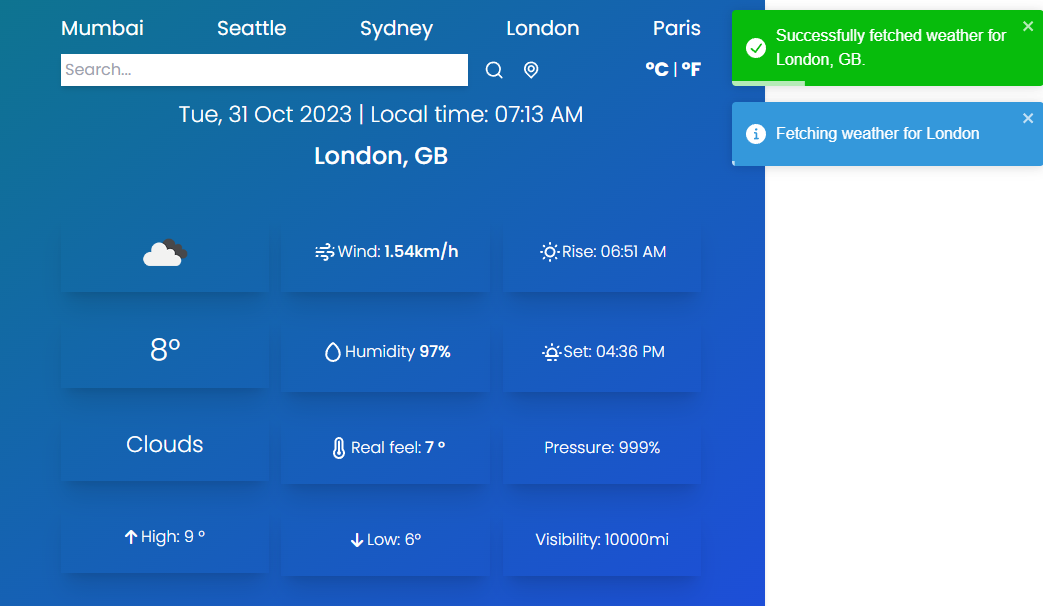 Mumbai Seattle Sydney London Paris
Search...
°C | °F
Tue, 31 Oct 2023 | Local time: 07:13 AM
London, GB
Wind: 1.54km/h
Rise: 06:51 AM
8°
Humidity 97%
Set: 04:36 PM
Clouds
Real feel: 7 °
Pressure: 999%
High: 9 °
Low: 6°
Visibility: 10000mi
Successfully fetched weather for
London, GB.
Fetching weather for London